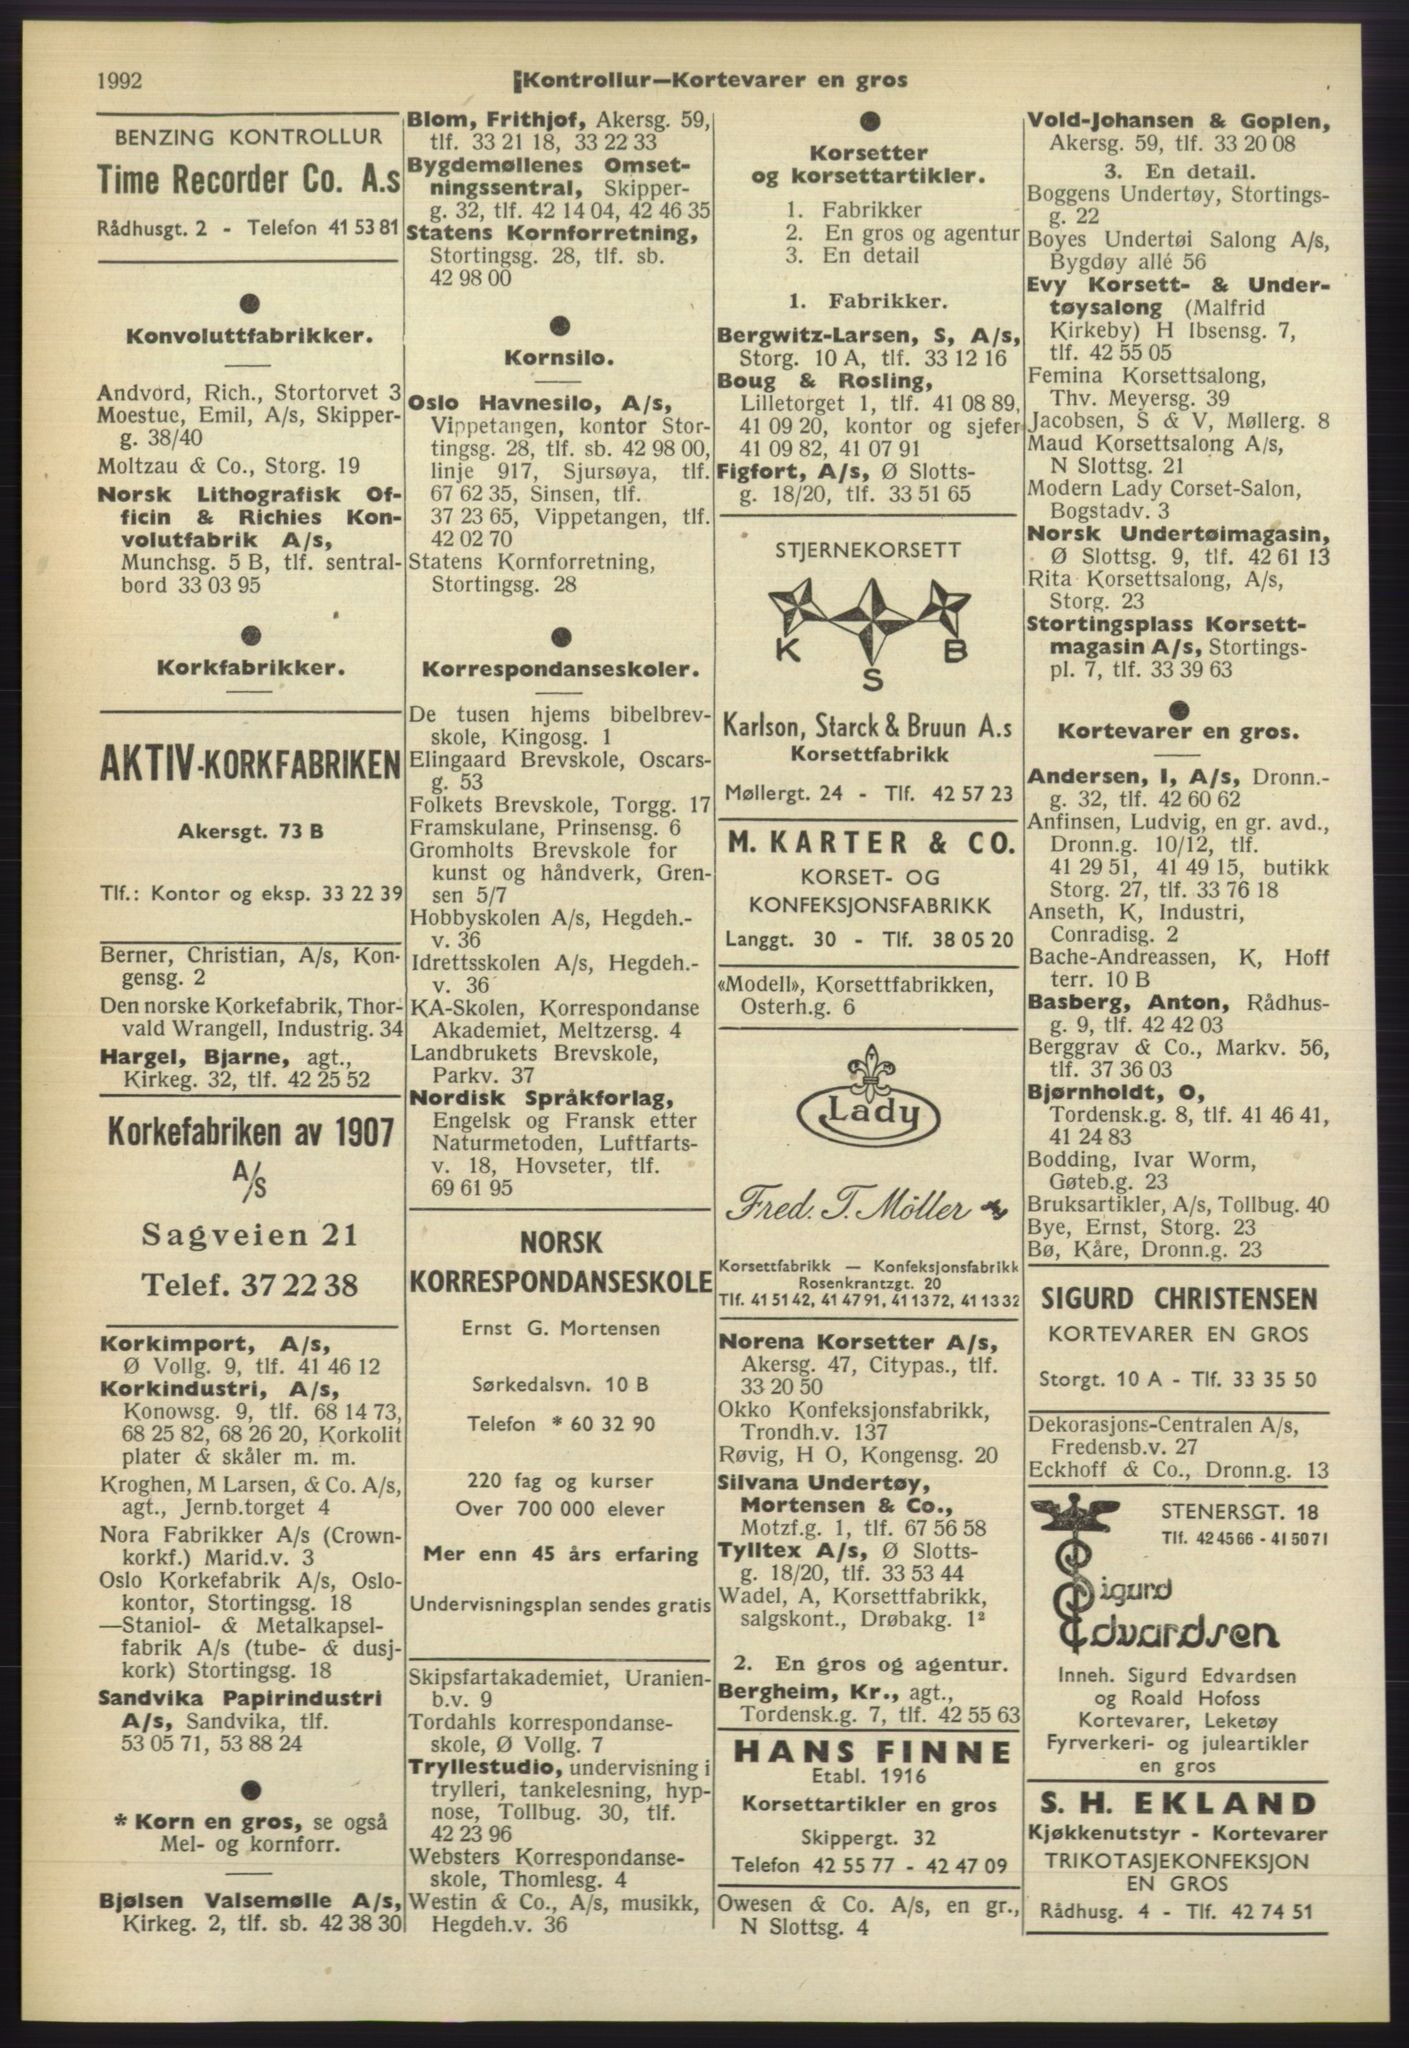 1992
Kontrollur—Kortevarer en gros
BENZING KONTROLLUR
Time Recorder Co. A.s
Rådhusgt. 2 - Telefon 41 53 81
Konvoluttfabrikker.
Andvord, Rich., Stortorvet 3
Moestue, Emil, A/s, Skipper-
g. 38/40
Moltzau & Co., Storg. 19
Norsk Lithografisk Of-
ficin & Richies Kon-
volutfabrik A/s,
Munchsg. 5 B, tlf. sentral-
bord 33 03 95
Korkfabrikker.
AKTIV-KORKFABRIKEN
Akersgt. 73 B
Tlf.: Kontor og eksp. 33 22 39
Berner, Christian, A/s, Kon-
gensg. 2
Den norske Korkefabrik, Thor-
vald Wrangell, Industrig. 34
Hargel, Bjarne, agt.,
Kirkeg. 32, tlf. 42 25 52
Korkefabriken av 1907
A/s
Sagveien 21
Telef. 37 22 38
Korkimport, A/s,
Ø Vollg. 9, tlf. 41 46 12
Korkindustri, A/s,
Konowsg. 9, tlf. 68 14 73,
68 25 82, 68 26 20, Korkolit
plater & skåler m. m.
Kroghen, M Larsen, & Co. A/s,
agt., Jernb.torget 4
Nora Fabrikker A/s (Crown-
korkf.) Marid.v. 3
Oslo Korkefabrik A/s, Oslo-
kontor, Stortingsg. 18
—Staniol- & Metalkapsel-
fabrik A/s (tube- & dusj-
kork) Stortingsg. 18
Sandvika Papirindustri
A/s, Sandvika, tlf.
53 05 71, 53 88 24
* Korn en gros, se også
Mel- og kornforr.
Bjølsen Valsemølle A/s,
Kirkeg. 2, tlf. sb. 42 38 30
Blom, Frithjof, Akersg. 59,
tlf. 33 21 18, 33 22 33
Bygdemøllenes Omset-
ningssentral, Skipper-
g. 32, tlf. 42 14 04, 42 46 35
Statens Kornforretning,
Stortingsg. 28, tlf. sb.
42 98 00
Kornsilo.
Oslo Havnesilo, A/s,
Vippetangen, kontor Stor-
tingsg. 28, tlf. sb. 42 98 00,
linje 917, Sjursøya, tlf.
67 62 35, Sinsen, tlf.
37 23 65, Vippetangen, tlf.
42 02 70
Statens Kornforretning,
Stortingsg. 28
Korrespondanseskoler.
De tusen hjems bibelbrev-
skole, Kingosg. 1
Elingaard Brevskole, Oscars-
g. 53
Folkets Brevskole, Torgg. 17
Framskulane, Prinsensg. 6
Gromholts Brevskole for
kunst og håndverk, Gren-
sen 5/7
Hobbyskolen A/s, Hegdeh.-
v. 36
Idrettsskolen A/s, Hegdeh.-
v. 36
KA-Skolen, Korrespondanse
Akademiet, Meltzersg. 4
Landbrukets Brevskole,
Parkv. 37
Nordisk Språkforlag,
Engelsk og Fransk etter
Naturmetoden, Luftfarts-
v. 18, Hovseter, tlf.
69 61 95
NORSK
KORRESPONDANSESKOLE
Ernst G. Mortensen
Sørkedalsvn. 10 B
Telefon * 60 32 90
220 fag og kurser
Over 700 000 elever
Mer enn 45 års erfaring
Undervisningsplan sendes gratis
Skipsfartakademiet, Uranien-
b.v. 9
Tordahls korrespondanse-
skole, Ø Vollg. 7
Tryllestudio, undervisning i
trylleri, tankelesning, hyp-
nose, Tollbug. 30, tlf.
42 23 96
Websters Korrespondanse-
skole, Thomlesg. 4
Westin & Co., A/s, musikk,
Hegdeh.v. 36
Korsetter
og korsettartikler.
1. Fabrikker
2. En gros og agentur
3. En detail
1. Fabrikker.
Bergwitz-Larsen, S, A/s,
Storg. 10 A, tlf. 33 12 16
Boug & Rosling,
Lilletorget 1, tlf. 41 08 89,
41 09 20, kontor og sjefer
41 09 82, 41 07 91
Figfort, A/s, Ø Slotts-
g. 18/20, tlf. 33 51 65
STJERNEKORSETT
K S B
Karlson, Starck & Bruun A.s
Korsettfabrikk
Møllergt. 24 - Tlf. 42 57 23
M. KARTER & CO.
KORSET- OG
KONFEKSJONSFABRIKK
Langgt. 30 - Tlf. 38 05 20
«Modell», Korsettfabrikken,
Osterh.g. 6
Lady
Fred. T. Möller A/s
Korsettfabrikk — Konfeksjonsfabrikk
Rosenkrantzgt. 20
Tlf. 41 51 42, 41 47 91, 41 13 72, 41 13 32
Norena Korsetter A/s,
Akersg. 47, Citypas., tlf.
33 20 50
Okko Konfeksjonsfabrikk,
Trondh.v. 137
Røvig, H O, Kongensg. 20
Silvana Undertøy,
Mortensen & Co.,
Motzf.g. 1, tlf. 67 56 58
Tylltex A/s, Ø Slotts-
g. 18/20, tlf. 33 53 44
Wadel, A, Korsettfabrikk,
salgskont., Drøbakg. 1²
2. En gros og agentur.
Bergheim, Kr., agt.,
Tordensk.g. 7, tlf. 42 55 63
HANS FINNE
Etabl. 1916
Korsettartikler en gros
Skippergt. 32
Telefon 42 55 77 - 42 47 09
Owesen & Co. A/s, en gr.,
N Slottsg. 4
Vold-Johansen & Goplen,
Akersg. 59, tlf. 33 20 08
3. En detail.
Boggens Undertøy, Stortings-
g. 22
Boyes Undertøi Salong A/s,
Bygdøy allé 56
Evy Korsett- & Under-
tøysalong (Malfrid
Kirkeby) H Ibsensg. 7,
tlf. 42 55 05
Femina Korsettsalong,
Thv. Meyersg. 39
Jacobsen, S & V, Møllerg. 8
Maud Korsettsalong A/s,
N Slottsg. 21
Modern Lady Corset-Salon,
Bogstadv. 3
Norsk Undertøimagasin,
Ø Slottsg. 9, tlf. 42 61 13
Rita Korsettsalong, A/s,
Storg. 23
Stortingsplass Korsett-
magasin A/s, Stortings-
pl. 7, tlf. 33 39 63
Kortevarer en gros.
Andersen, I, A/s, Dronn.-
g. 32, tlf. 42 60 62
Anfinsen, Ludvig, en gr. avd.,
Dronn.g. 10/12, tlf.
41 29 51, 41 49 15, butikk
Storg. 27, tlf. 33 76 18
Anseth, K, Industri,
Conradisg. 2
Bache-Andreassen, K, Hoff
terr. 10 B
Basberg, Anton, Rådhus-
g. 9, tlf. 42 42 03
Berggrav & Co., Markv. 56,
tlf. 37 36 03
Bjørnholdt, O,
Tordensk.g. 8, tlf. 41 46 41,
41 24 83
Bodding, Ivar Worm,
Gøteb.g. 23
Bruksartikler, A/s, Tollbug. 40
Bye, Ernst, Storg. 23
Bø, Kåre, Dronn.g. 23
SIGURD CHRISTENSEN
KORTEVARER EN GROS
Storgt. 10 A - Tlf. 33 35 50
Dekorasjons-Centralen A/s,
Fredensb.v. 27
Eckhoff & Co., Dronn.g. 13
STENERSGT. 18
Tlf. 42 45 66 - 41 50 71
Sigurd
Edvardsen
Inneh. Sigurd Edvardsen
og Roald Hofoss
Kortevarer, Leketøy
Fyrverkeri- og juleartikler
en gros
S. H. EKLAND
Kjøkkenutstyr - Kortevarer
TRIKOTASJEKONFEKSJON
EN GROS
Rådhusg. 4 - Tlf. 42 74 51